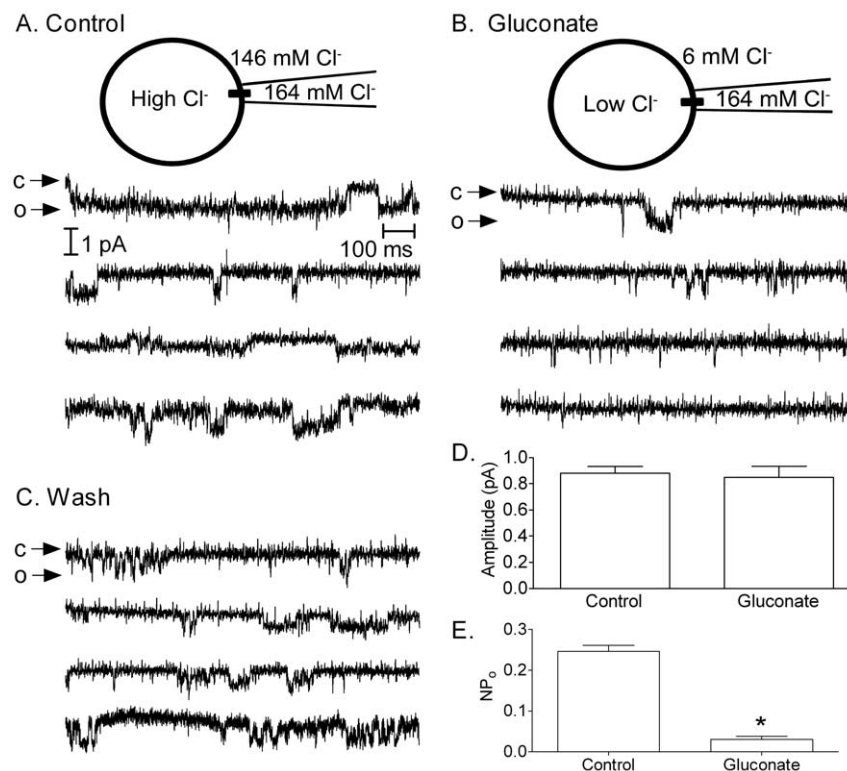 A. Control
146 mM Cl⁻
High Cl⁻
164 mM Cl⁻
c
o
1 pA
100 ms
B. Gluconate
6 mM Cl⁻
Low Cl⁻
164 mM Cl⁻
c
o
C. Wash
c
o
D.
Amplitude (pA)
1.0
0.8
0.6
0.4
0.2
0.0
Control
Gluconate
E.
NPₒ
0.3
0.2
0.1
0.0
*
Control
Gluconate